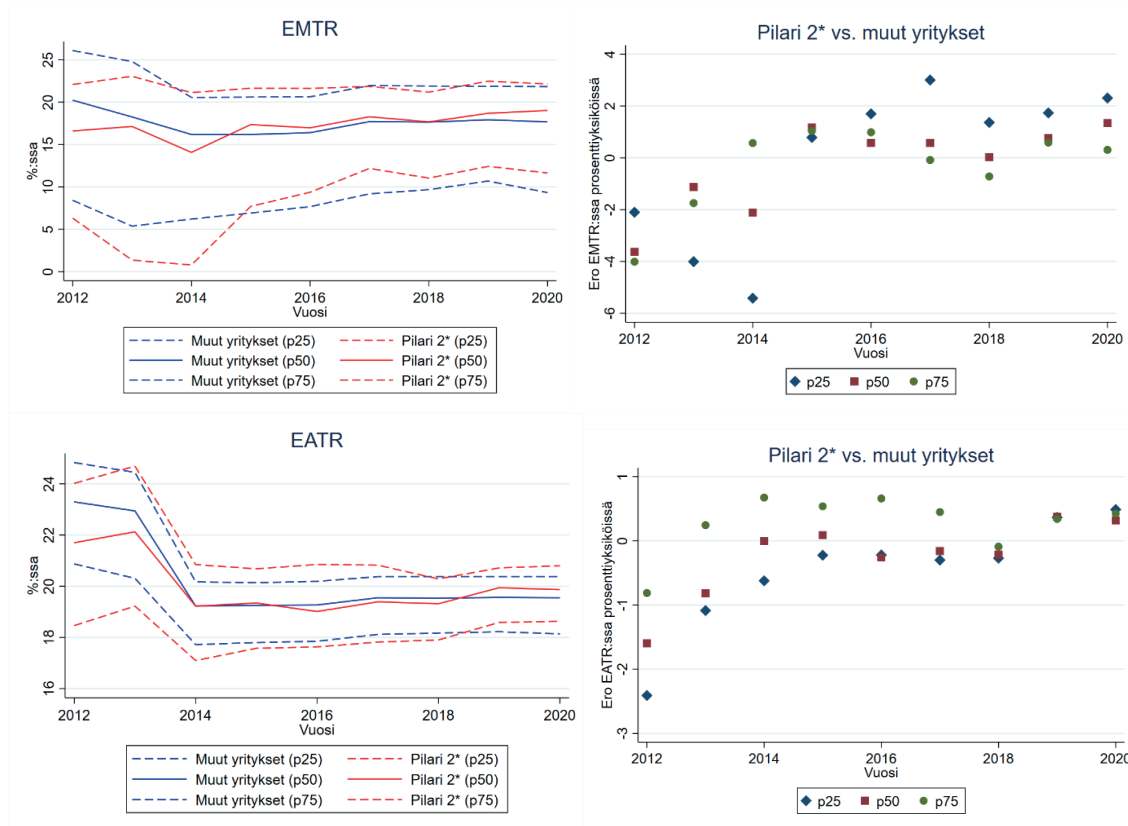 EMTR
%:ssa
25
20
15
10
5
0
2012
2014
2016
2018
2020
Vuosi
Muut yritykset (p25)
Pilari 2* (p25)
Muut yritykset (p50)
Pilari 2* (p50)
Muut yritykset (p75)
Pilari 2* (p75)
Pilari 2* vs. muut yritykset
Ero EMTR:ssa prosenttiyksiköissä
4
2
0
-2
-4
-6
2012
2014
2016
2018
2020
Vuosi
p25
p50
p75
EATR
%:ssa
24
22
20
18
16
2012
2014
2016
2018
2020
Vuosi
Muut yritykset (p25)
Pilari 2* (p25)
Muut yritykset (p50)
Pilari 2* (p50)
Muut yritykset (p75)
Pilari 2* (p75)
Pilari 2* vs. muut yritykset
Ero EATR:ssa prosenttiyksiköissä
1
0
-1
-2
-3
2012
2014
2016
2018
2020
Vuosi
p25
p50
p75